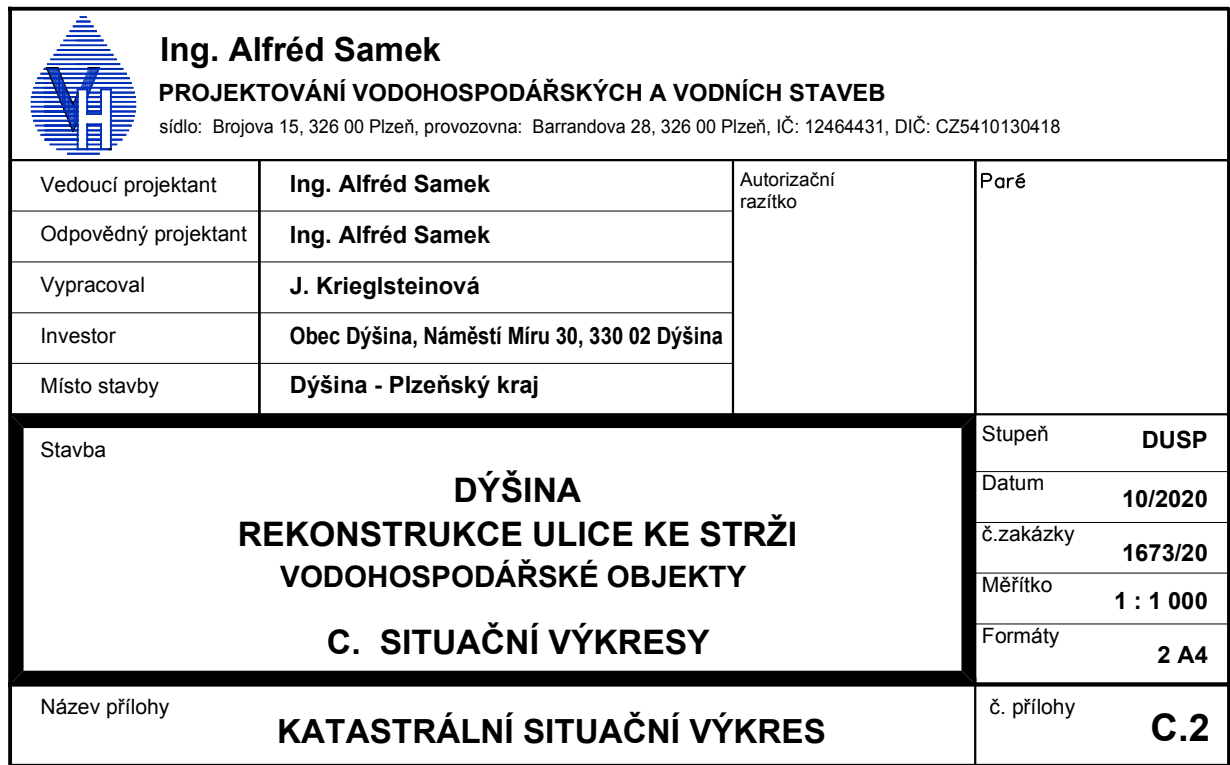 VH
Ing. Alfréd Samek
PROJEKTOVÁNÍ VODOHOSPODÁŘSKÝCH A VODNÍCH STAVEB
sídlo: Brojova 15, 326 00 Plzeň, provozovna: Barrandova 28, 326 00 Plzeň, IČ: 12464431, DIČ: CZ5410130418
Vedoucí projektant Ing. Alfréd Samek
Odpovědný projektant Ing. Alfréd Samek
Vypracoval J. Krieglsteinová
Investor Obec Dýšina, Náměstí Míru 30, 330 02 Dýšina
Místo stavby Dýšina - Plzeňský kraj
Autorizační
razítko
Paré
Stavba
DÝŠINA
REKONSTRUKCE ULICE KE STRŽI
VODOHOSPODÁŘSKÉ OBJEKTY
C. SITUAČNÍ VÝKRESY
Stupeň DUSP
Datum 10/2020
č.zakázky 1673/20
Měřítko 1 : 1 000
Formáty 2 A4
Název přílohy KATASTRÁLNÍ SITUAČNÍ VÝKRES
č. přílohy C.2